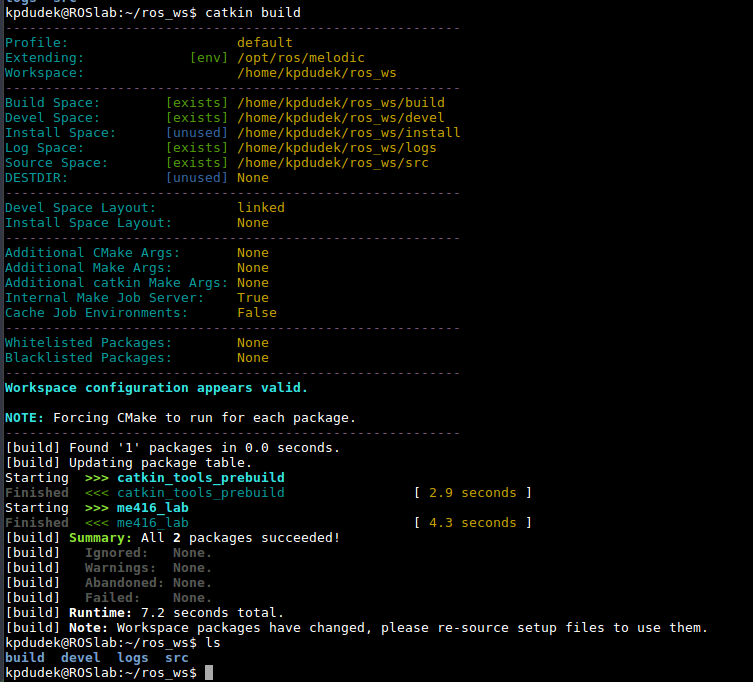 kpdudek@ROSlab:~/ros_ws$ catkin build
---------------------------------------------------------
Profile:                     default
Extending:             [env] /opt/ros/melodic
Workspace:                   /home/kpdudek/ros_ws
---------------------------------------------------------
Build Space:        [exists] /home/kpdudek/ros_ws/build
Devel Space:        [exists] /home/kpdudek/ros_ws/devel
Install Space:      [unused] /home/kpdudek/ros_ws/install
Log Space:          [exists] /home/kpdudek/ros_ws/logs
Source Space:       [exists] /home/kpdudek/ros_ws/src
DESTDIR:            [unused] None
---------------------------------------------------------
Devel Space Layout:          linked
Install Space Layout:        None
---------------------------------------------------------
Additional CMake Args:       None
Additional Make Args:        None
Additional catkin Make Args: None
Internal Make Job Server:    True
Cache Job Environments:      False
---------------------------------------------------------
Whitelisted Packages:        None
Blacklisted Packages:        None
---------------------------------------------------------
Workspace configuration appears valid.

NOTE: Forcing CMake to run for each package.
---------------------------------------------------------
[build] Found '1' packages in 0.0 seconds.
[build] Updating package table.
Starting  >>> catkin_tools_prebuild
Finished  <<< catkin_tools_prebuild                [ 2.9 seconds ]
Starting  >>> me416_lab
Finished  <<< me416_lab                            [ 4.3 seconds ]
[build] Summary: All 2 packages succeeded!
[build]   Ignored:   None.
[build]   Warnings:  None.
[build]   Abandoned: None.
[build]   Failed:    None.
[build] Runtime: 7.2 seconds total.
[build] Note: Workspace packages have changed, please re-source setup files to use them.
kpdudek@ROSlab:~/ros_ws$ ls
build  devel  logs  src
kpdudek@ROSlab:~/ros_ws$